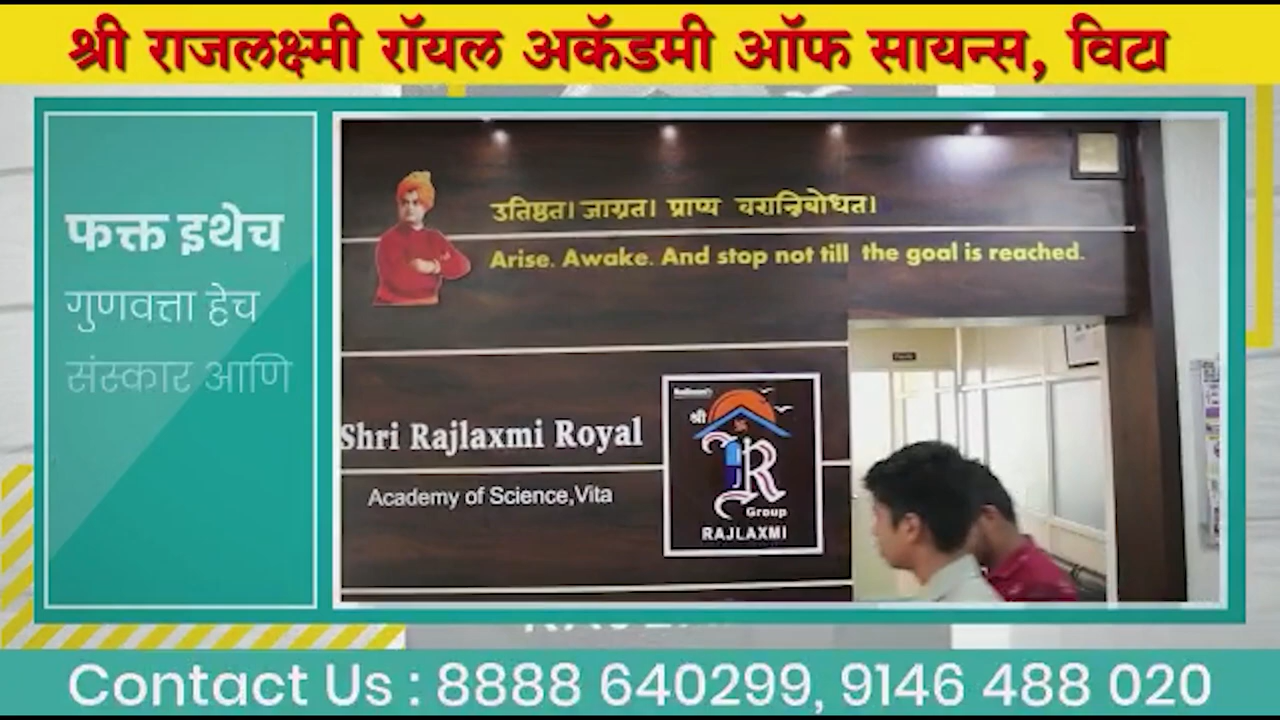 श्री राजलक्ष्मी रॉयल अकॅडमी ऑफ सायन्स, विटा
फक्त इथेच
गुणवत्ता हेच
संस्कार आणि
उतिष्ठत। जाग्रत। प्राप्य वरान्निबोधत।
Arise. Awake. And stop not till the goal is reached.
Shri Rajlaxmi Royal
Academy of Science,Vita
श्री
R
Group
RAJLAXMI
Contact Us : 8888 640299, 9146 488 020